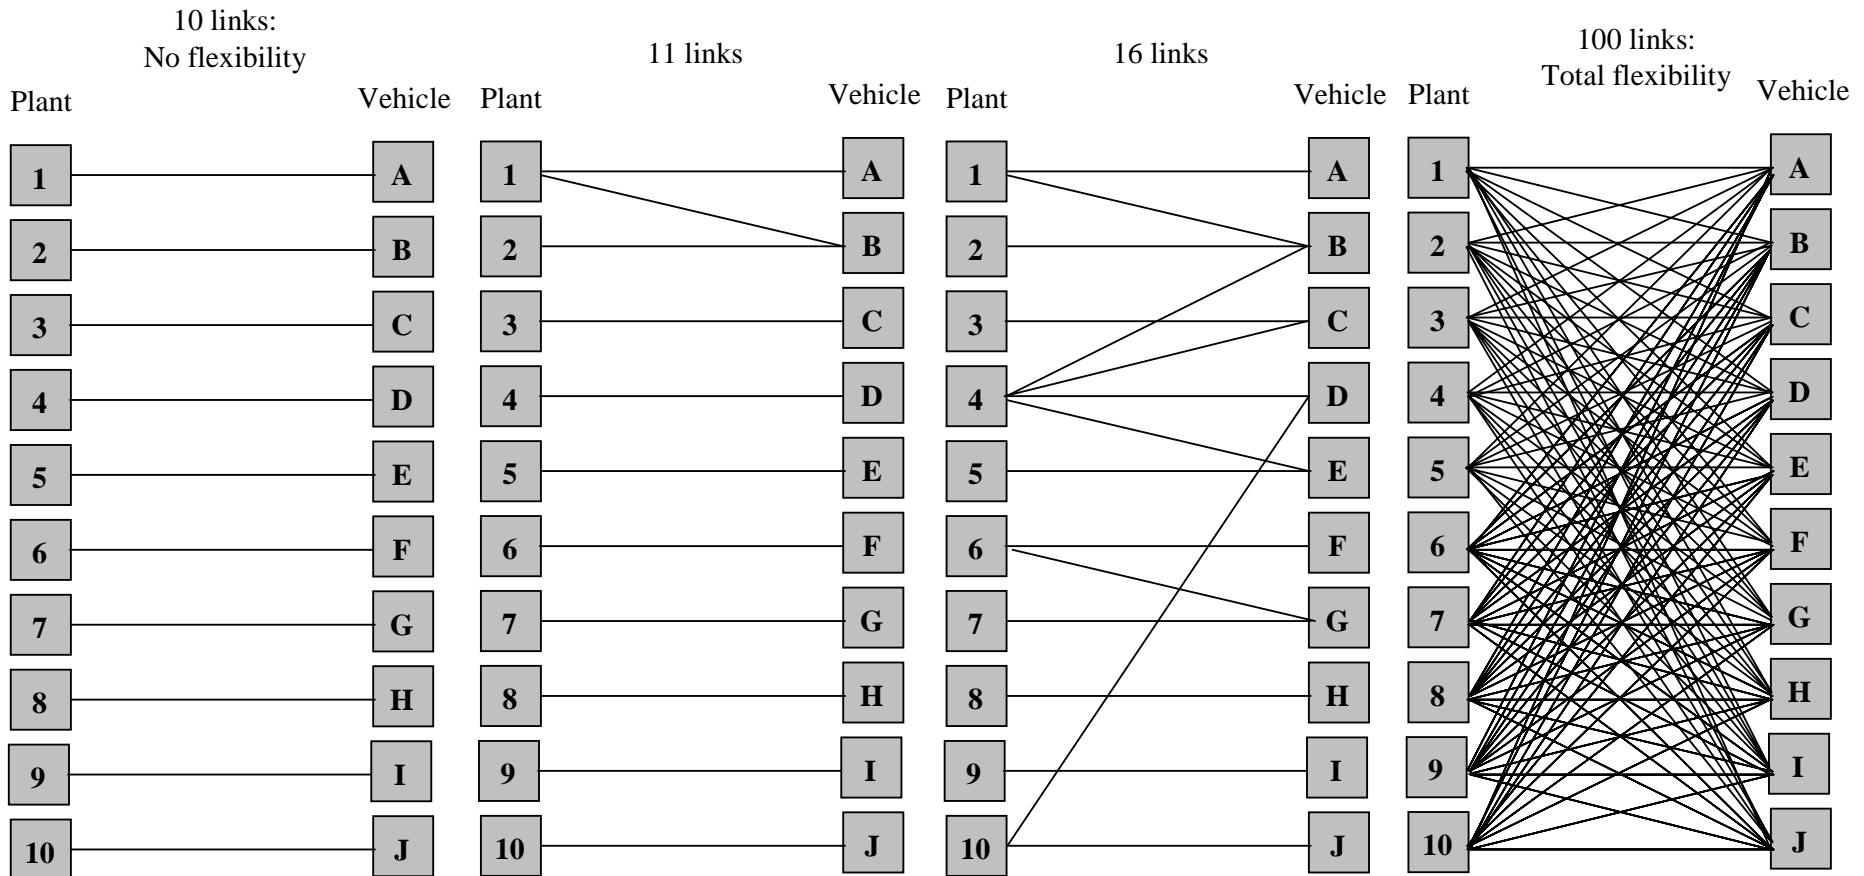 10 links:
No flexibility
Plant
Vehicle
1
A
2
B
3
C
4
D
5
E
6
F
7
G
8
H
9
I
10
J
11 links
Plant
Vehicle
1
A
2
B
3
C
4
D
5
E
6
F
7
G
8
H
9
I
10
J
16 links
Plant
Vehicle
1
A
2
B
3
C
4
D
5
E
6
F
7
G
8
H
9
I
10
J
100 links:
Total flexibility
Plant
Vehicle
1
A
2
B
3
C
4
D
5
E
6
F
7
G
8
H
9
I
10
J